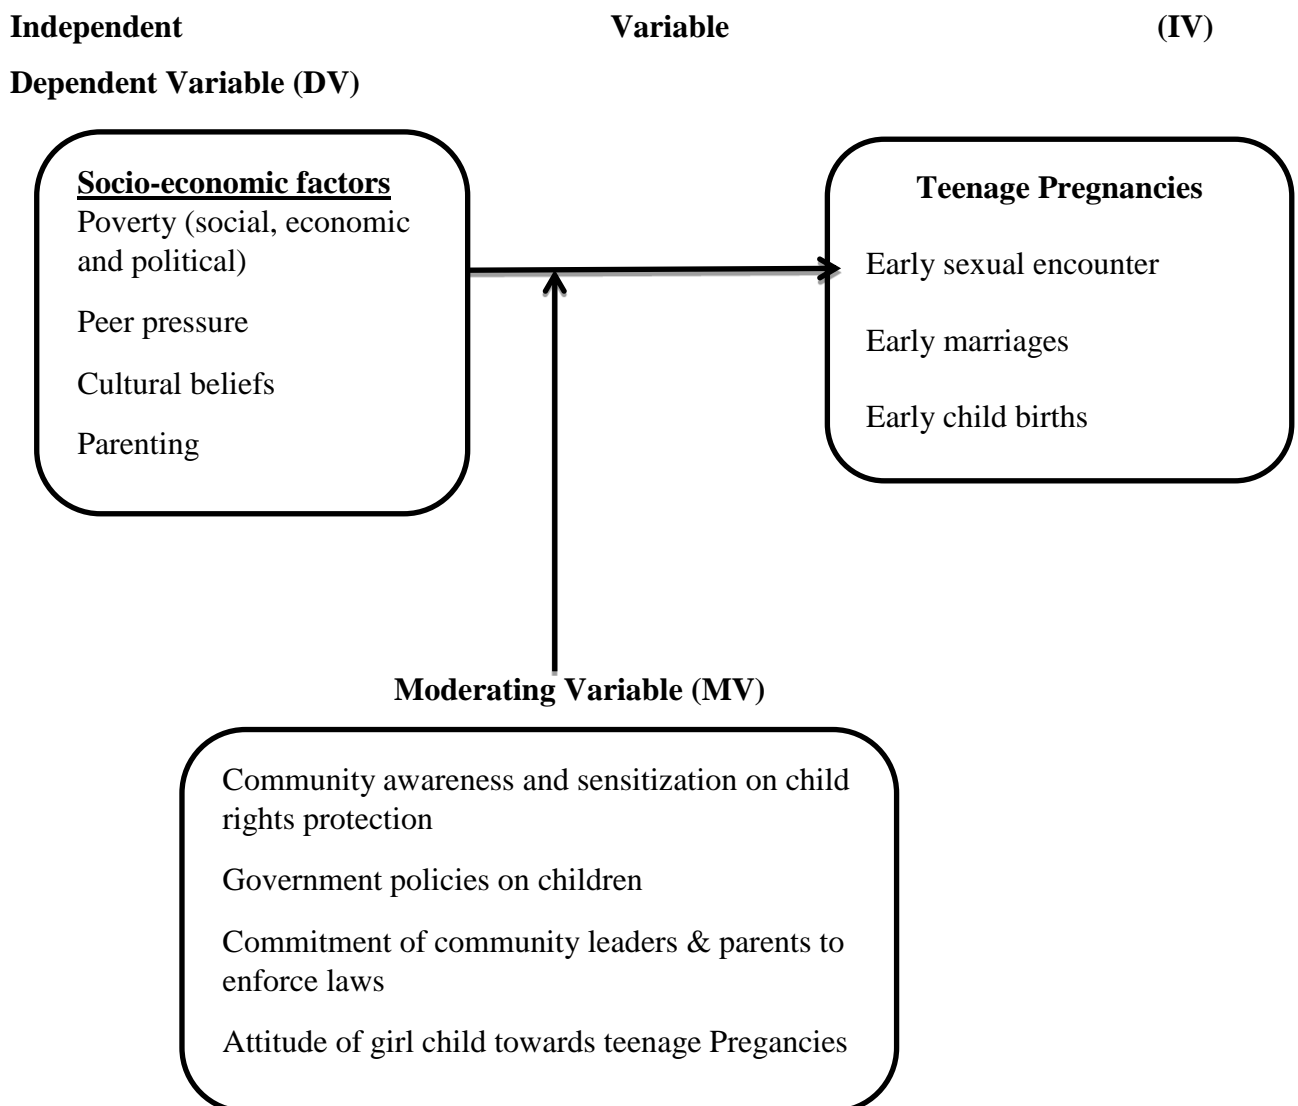 Independent Variable (IV)
Dependent Variable (DV)
Socio-economic factors
Poverty (social, economic
and political)
Peer pressure
Cultural beliefs
Parenting
Teenage Pregnancies
Early sexual encounter
Early marriages
Early child births
Moderating Variable (MV)
Community awareness and sensitization on child
rights protection
Government policies on children
Commitment of community leaders & parents to
enforce laws
Attitude of girl child towards teenage Pregancies